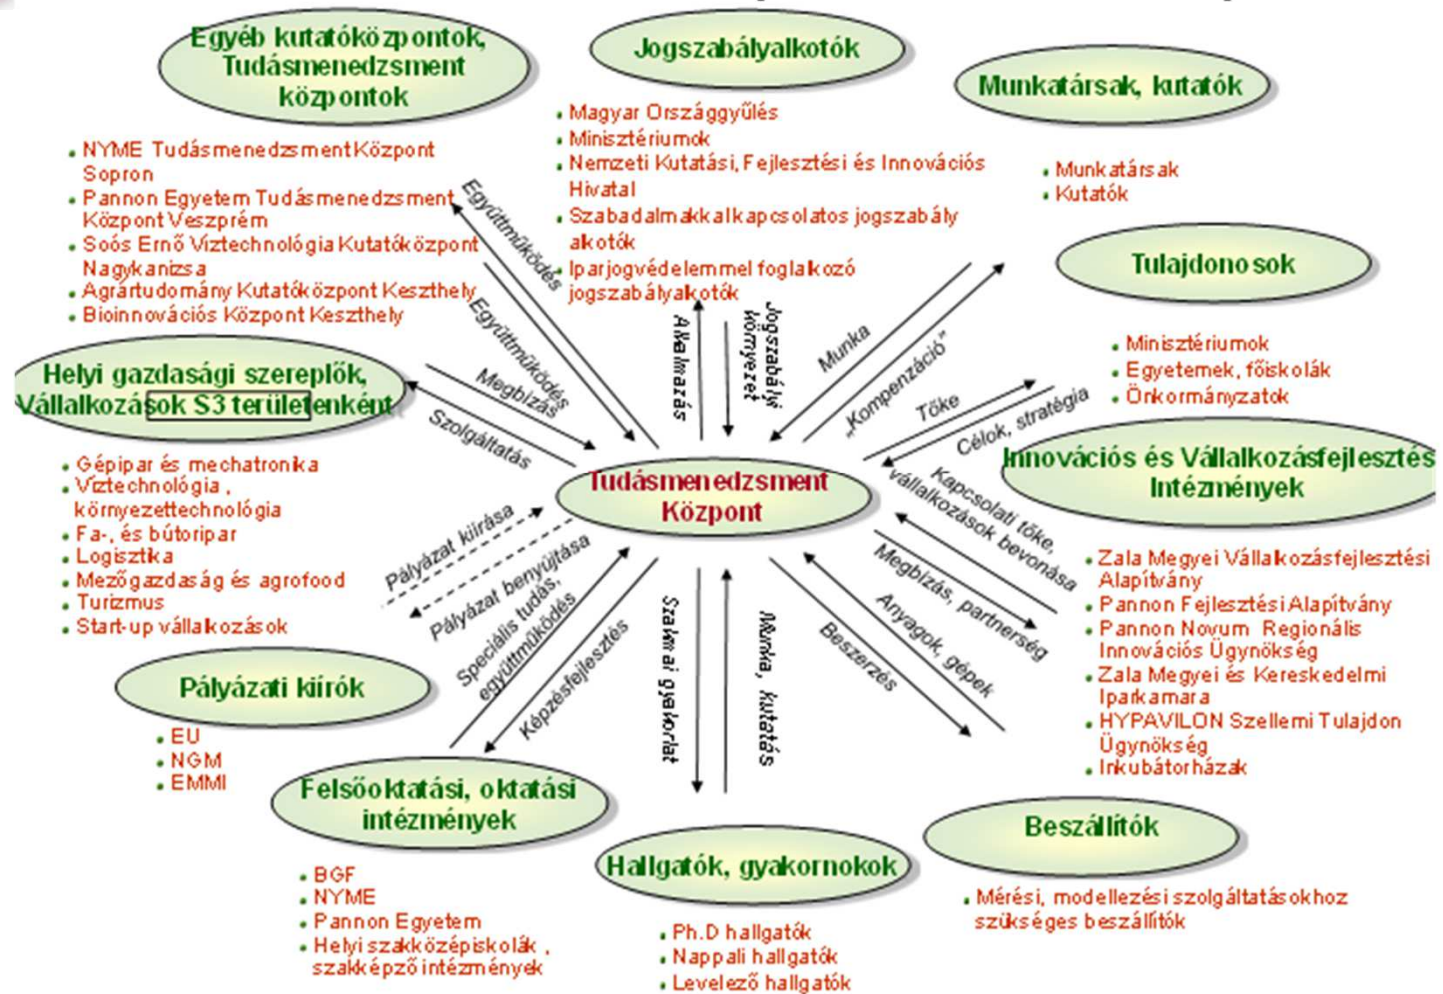 Egyéb kutatóközpontok,
Tudásmenedzsment
központok
NYME Tudásmenedzsment Központ
Sopron
Pannon Egyetem Tudásmenedzsment
Központ Veszprém
Soós Ernő Víztechnológia Kutatóközpont
Nagykanizsa
Agrártudomány Kutatóközpont Keszthely
Bioinnovációs Központ Keszthely
Jogszabályalkotók
Magyar Országgyűlés
Minisztériumok
Nemzeti Kutatási, Fejlesztési és Innovációs
Hivatal
Szabadalmakkal kapcsolatos jogszabály
alkotók
Iparjogvédelemmel foglalkozó
jogszabályalkotók
Munkatársak, kutatók
Munkatársak
Kutatók
Tulajdonosok
Minisztériumok
Egyetemek, főiskolák
Önkormányzatok
Együttműködés
Együttműködés
Alkalmazás
Jogszabályi
környezet
Munka
„Kompenzáció”
Tőke
Célok, stratégia
Helyi gazdasági szereplők,
Vállalkozások S3 területenként
Gépipar és mechatronika
Víztechnológia ,
környezettechnológia
Fa-, és bútoripar
Logisztika
Mezőgazdaság és agrofood
Turizmus
Start-up vállalkozások
Megbízás
Szolgáltatás
Tudásmenedzsment
Központ
Innovációs és Vállalkozásfejlesztés
Intézmények
Zala Megyei Vállalkozásfejlesztési
Alapítvány
Pannon Fejlesztési Alapítvány
Pannon Novum Regionális
Innovációs Ügynökség
Zala Megyei és Kereskedelmi
Iparkamara
HYPAVILON Szellemi Tulajdon
Ügynökség
Inkubátorházak
Kapcsolati tőke,
vállalkozások bevonása
Megbízás, partnerség
Pályázat kiírása
Pályázat benyújtása
Speciális tudás,
együttműködés
Képzésfejlesztés
Szakmai gyakorlat
Munka, kutatás
Anyagok, gépek
Beszerzés
Pályázati kiírók
EU
NGM
EMMI
Felsőoktatási, oktatási
intézmények
BGF
NYME
Pannon Egyetem
Helyi szakközépiskolák ,
szakképző intézmények
Hallgatók, gyakornokok
Ph.D hallgatók
Nappali hallgatók
Levelező hallgatók
Beszállítók
Mérési, modellezési szolgáltatásokhoz
szükséges beszállítók